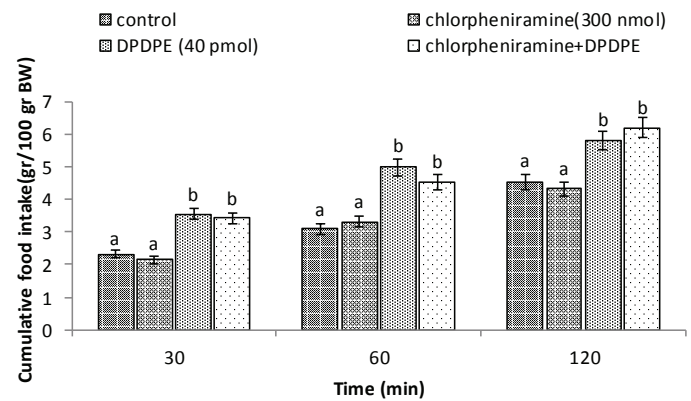 control chlorpheniramine(300 nmol)
DPDPE (40 pmol) chlorpheniramine+DPDPE
Cumulative food intake(gr/100 gr BW)
7
6
5
4
3
2
1
0
a a b b
a a b b
a a b b
30 60 120
Time (min)